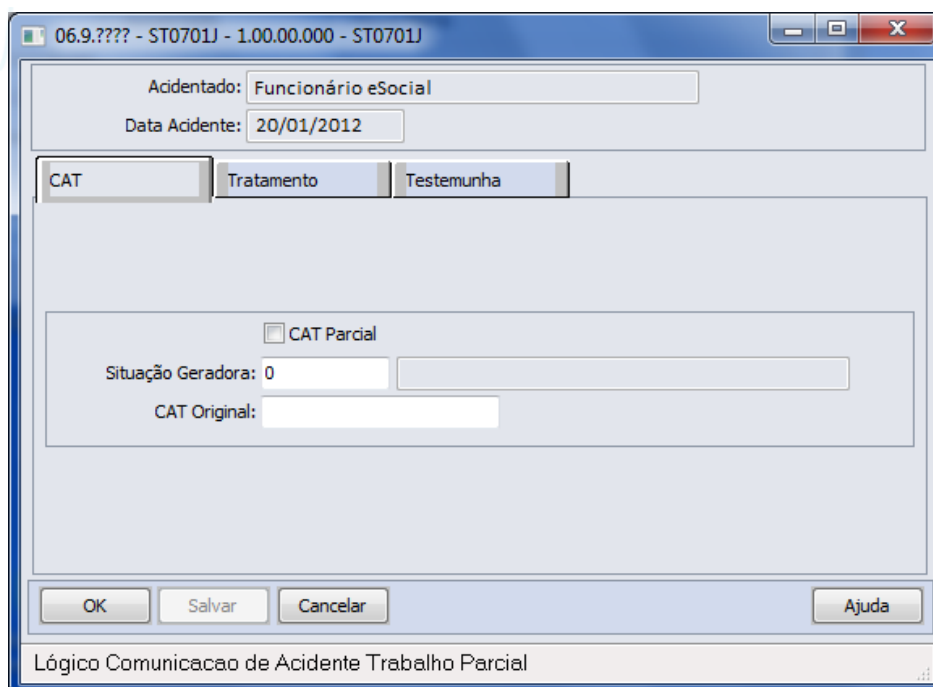 06.9.???? - ST0701J - 1.00.00.000 - ST0701J
Acidentado: Funcionário eSocial
Data Acidente: 20/01/2012
CAT Tratamento Testemunha
CAT Parcial
Situação Geradora: 0
CAT Original:
OK Salvar Cancelar Ajuda
Lógico Comunicacao de Acidente Trabalho Parcial